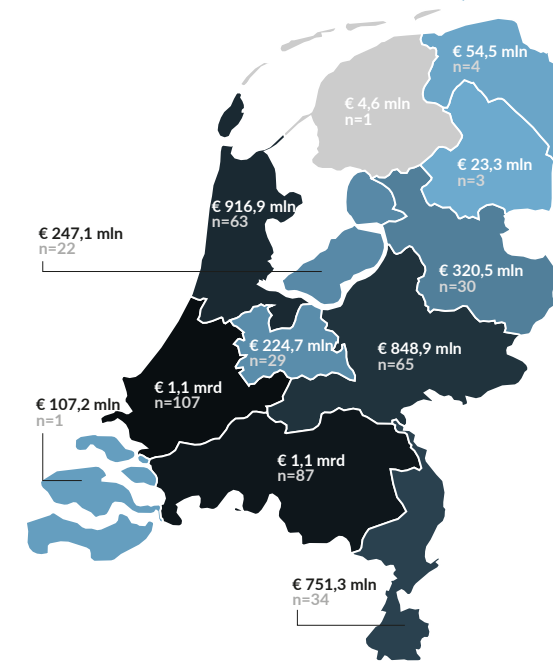 € 54,5 mln
n=4
€ 4,6 mln
n=1
€ 23,3 mln
n=3
€ 916,9 mln
n=63
€ 247,1 mln
n=22
€ 320,5 mln
n=30
€ 224,7 mln
n=29
€ 848,9 mln
n=65
€ 1,1 mrd
n=107
€ 107,2 mln
n=1
€ 1,1 mrd
n=87
€ 751,3 mln
n=34